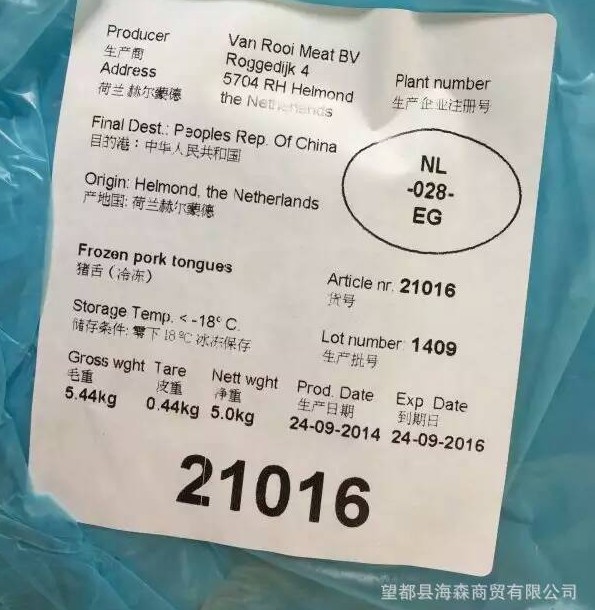 Producer
生产商
Address
荷兰赫尔蒙德
Van Rooi Meat BV
Roggedijk 4
5704 RH Helmond
the Netherlands
Plant number
生产企业注册号
Final Dest.: Peoples Rep. Of China
目的港：中华人民共和国
NL
-028-
EG
Origin: Helmond, the Netherlands
产地国: 荷兰赫尔蒙德
Frozen pork tongues
猪舌（冷冻）
Article nr. 21016
货号
Storage Temp. < -18° C.
储存条件: 零下 18℃ 冰冻保存
Lot number: 1409
生产批号
Gross wght Tare Nett wght Prod. Date Exp Date
毛重 皮重 净重 生产日期 到期日
5.44kg 0.44kg 5.0kg 24-09-2014 24-09-2016
21016
望都县海森商贸有限公司